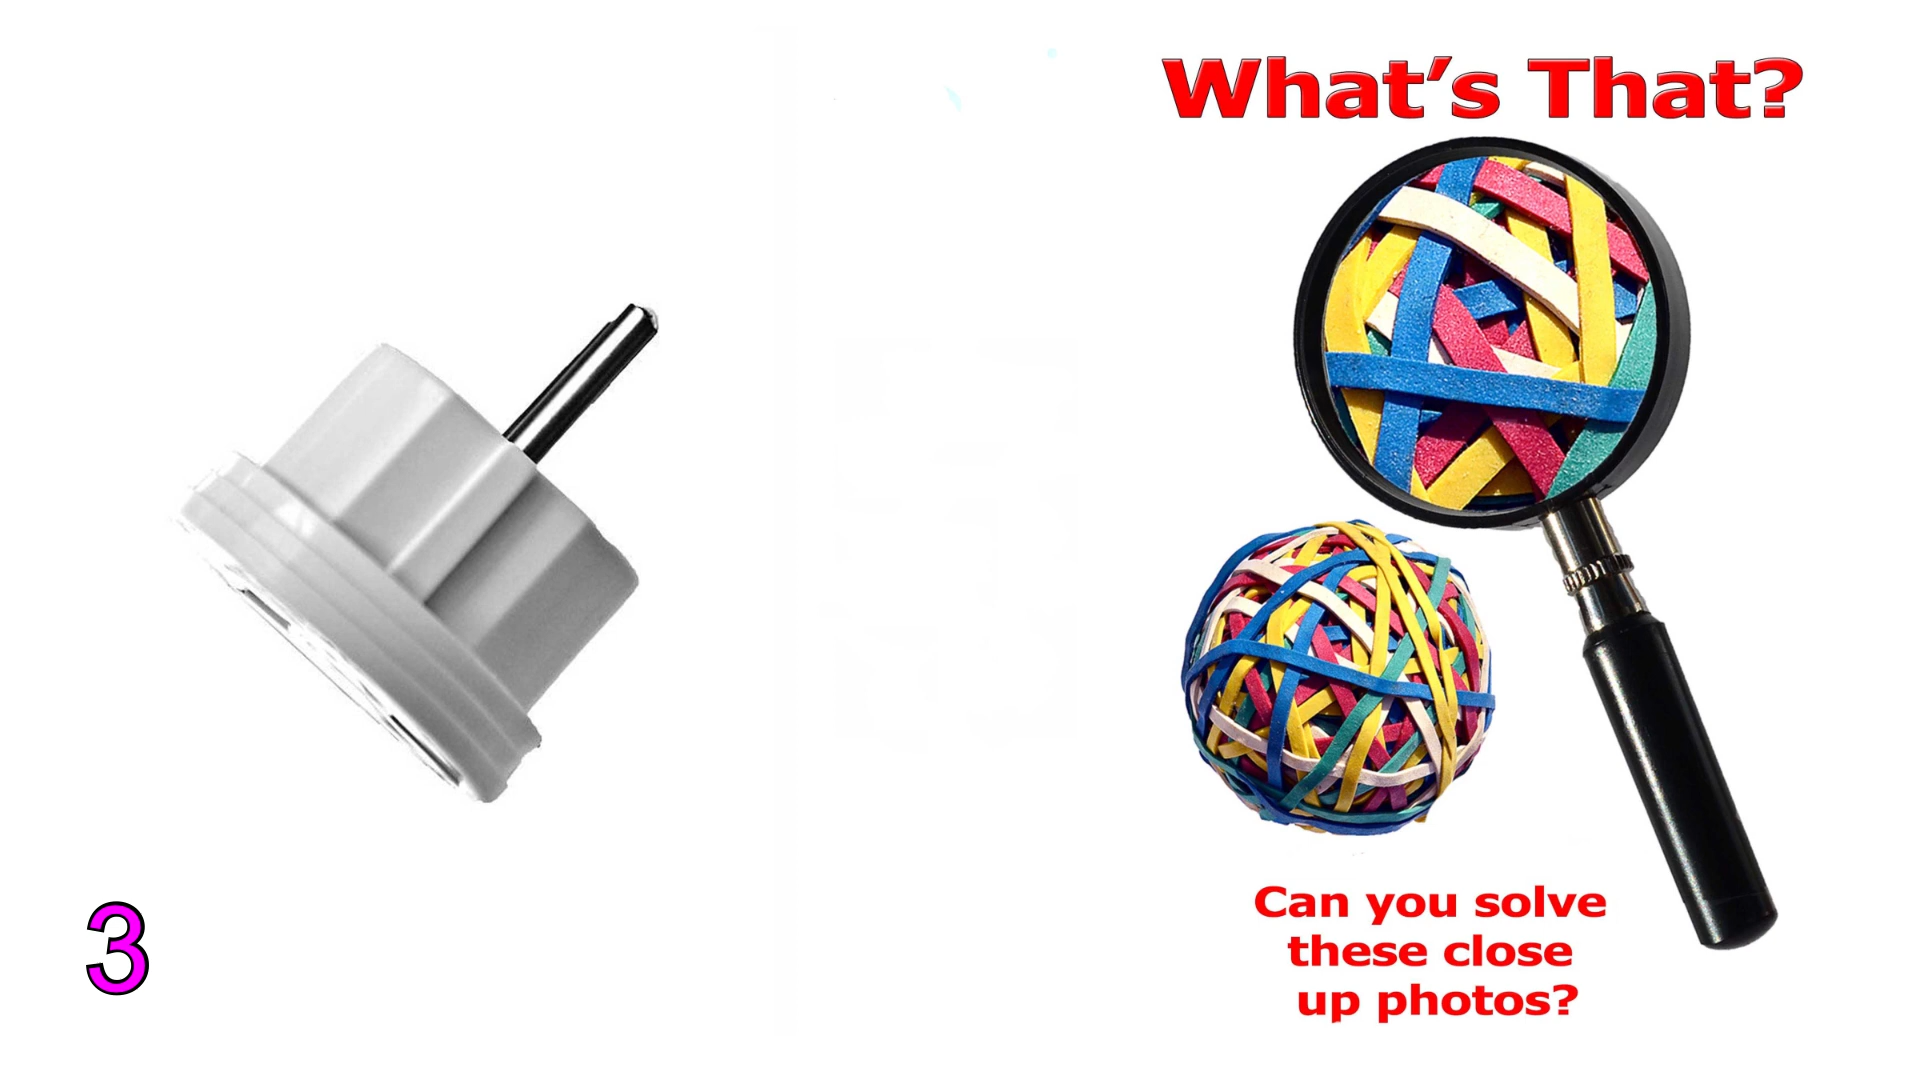 What’s That?
Can you solve
these close
up photos?
3